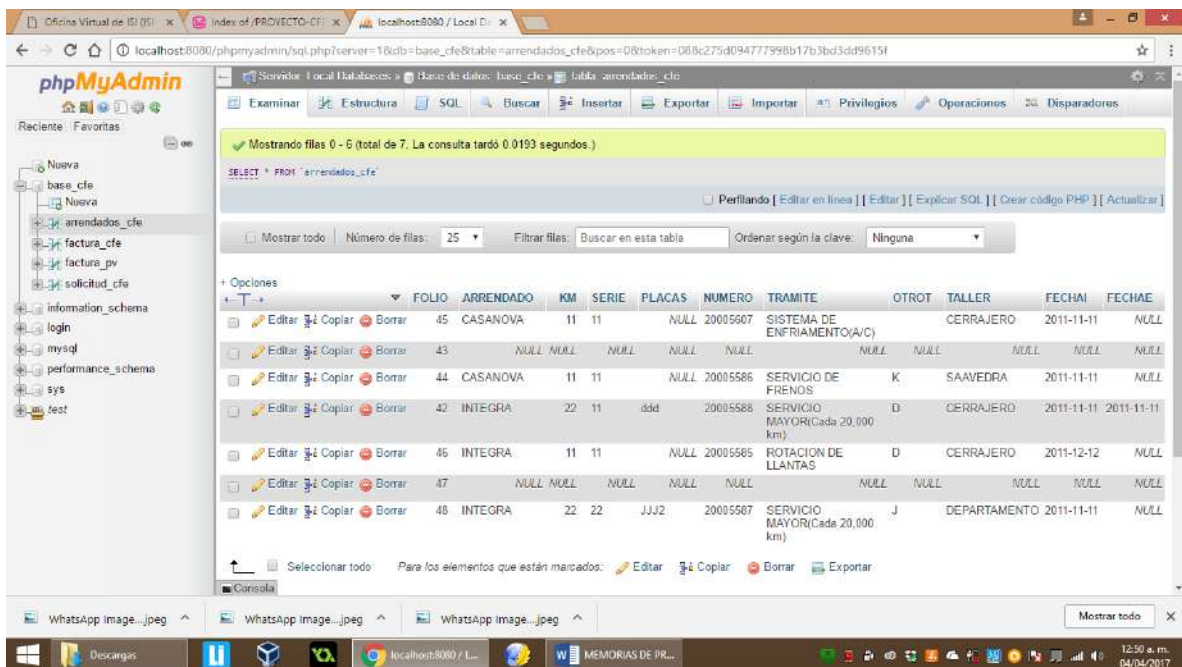 Oficina Virtual de ISI (ISI
Index of /PROYECTO-CF
localhost:8080 / Local D
localhost:8080/phpmyadmin/sql.php?server=1&db=base_cfe&table=arrendados_cfe&pos=0&token=088c275d094777998b17b3bd3dd9615f
phpMyAdmin
Reciente Favoritas
Nueva
base_cfe
Nueva
arrendados_cfe
factura_cfe
factura_pv
solicitud_cfe
information_schema
login
mysql
performance_schema
sys
test
Servidor: Local Databases » Base de datos: base_cfe » Tabla: arrendados_cfe
Examinar Estructura SQL Buscar Insertar Exportar Importar Privilegios Operaciones Disparadores
Mostrando filas 0 - 6 (total de 7, La consulta tardó 0.0193 segundos.)
SELECT * FROM `arrendados_cfe`
Perfilando [ Editar en línea ] [ Editar ] [ Explicar SQL ] [ Crear código PHP ] [ Actualizar ]
Mostrar todo Número de filas: 25 Filtrar filas: Buscar en esta tabla Ordenar según la clave: Ninguna
+ Opciones
FOLIO ARRENDADO KM SERIE PLACAS NUMERO TRAMITE OTROT TALLER FECHAI FECHAE
Editar Copiar Borrar 45 CASANOVA 11 11 NULL 20005607 SISTEMA DE ENFRIAMENTO(A/C) CERRAJERO 2011-11-11 NULL
Editar Copiar Borrar 43 NULL NULL NULL NULL NULL NULL NULL NULL NULL NULL
Editar Copiar Borrar 44 CASANOVA 11 11 NULL 20005586 SERVICIO DE FRENOS K SAAVEDRA 2011-11-11 NULL
Editar Copiar Borrar 42 INTEGRA 22 11 ddd 20005588 SERVICIO MAYOR(Cada 20,000 km) D CERRAJERO 2011-11-11 2011-11-11
Editar Copiar Borrar 46 INTEGRA 11 11 NULL 20005585 ROTACION DE LLANTAS D CERRAJERO 2011-12-12 NULL
Editar Copiar Borrar 47 NULL NULL NULL NULL NULL NULL NULL NULL NULL NULL
Editar Copiar Borrar 48 INTEGRA 22 22 JJJ2 20005587 SERVICIO MAYOR(Cada 20,000 km) J DEPARTAMENTO 2011-11-11 NULL
Seleccionar todo Para los elementos que están marcados: Editar Copiar Borrar Exportar
Consola
WhatsApp Image...jpeg WhatsApp Image...jpeg WhatsApp Image...jpeg Mostrar todo
Descargas localhost:8080 / L... MEMORIAS DE PR... 12:50 a. m.
04/04/2017